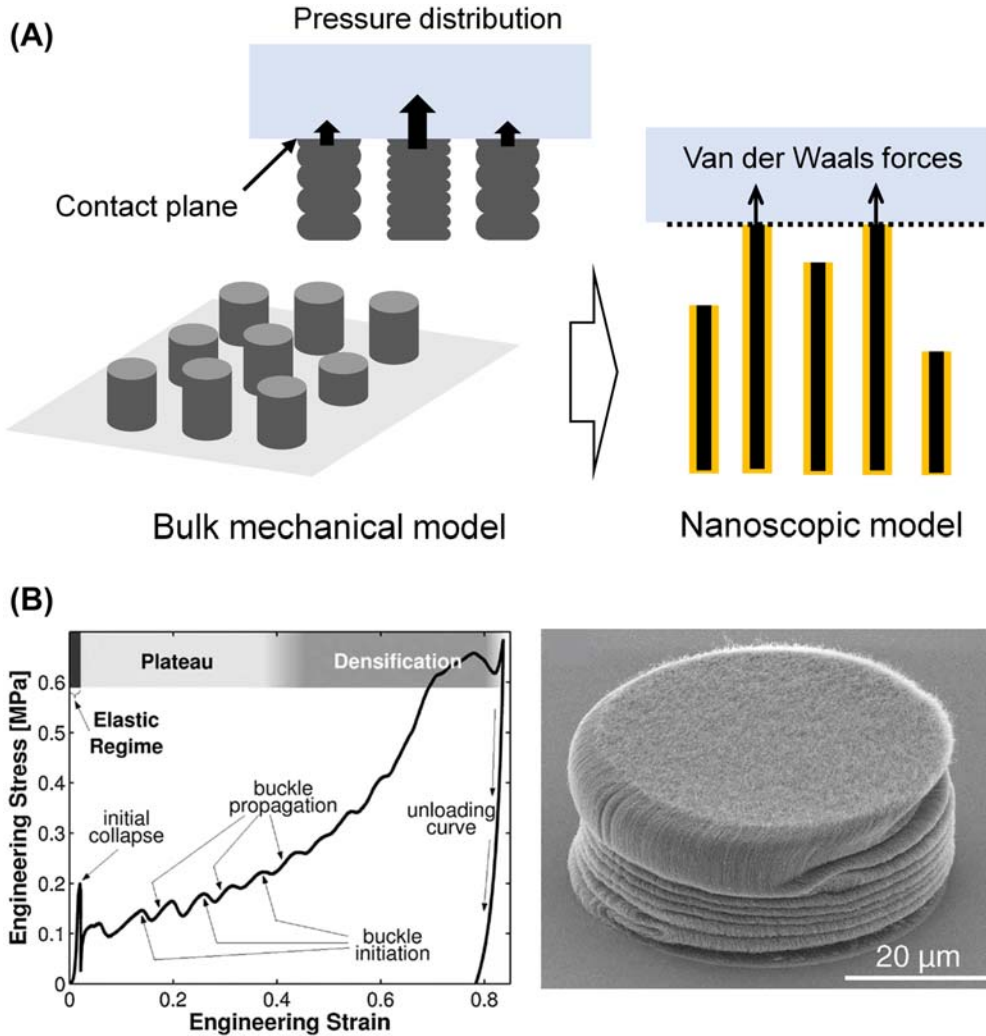 (A)
Pressure distribution
Contact plane
Van der Waals forces
Bulk mechanical model
Nanoscopic model
(B)
Engineering Stress [MPa]
0.6
0.5
0.4
0.3
0.2
0.1
0
Plateau
Densification
Elastic
Regime
initial
collapse
buckle
propagation
unloading
curve
buckle
initiation
0
0.2
0.4
0.6
0.8
Engineering Strain
20 µm